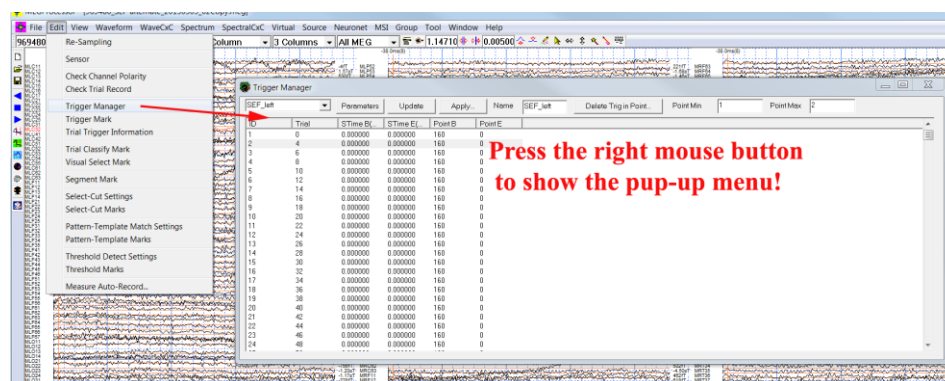 File Edit View Waveform WaveCxC Spectrum SpectralCxC Virtual Source Neuronet MSI Group Tool Window Help
969480
Column
3 Columns
All MEG
1.14710
0.00500
Re-Sampling
Sensor
Check Channel Polarity
Check Trial Record
Trigger Manager
Trigger Mark
Trial Trigger Information
Trial Classify Mark
Visual Select Mark
Segment Mark
Select-Cut Settings
Select-Cut Marks
Pattern-Template Match Settings
Pattern-Template Marks
Threshold Detect Settings
Threshold Marks
Measure Auto-Record...
Trigger Manager
SEF_left Parameters Update Apply... Name SEF_left Delete Trig in Point... Point Min 1 Point Max 2
ID Trial STime B(... STime E(... Point B Point E
1 0 0.000000 0.000000 160 0
2 4 0.000000 0.000000 160 0
3 6 0.000000 0.000000 160 0
4 8 0.000000 0.000000 160 0
5 10 0.000000 0.000000 160 0
6 12 0.000000 0.000000 160 0
7 14 0.000000 0.000000 160 0
8 16 0.000000 0.000000 160 0
9 18 0.000000 0.000000 160 0
10 20 0.000000 0.000000 160 0
11 22 0.000000 0.000000 160 0
12 24 0.000000 0.000000 160 0
13 26 0.000000 0.000000 160 0
14 28 0.000000 0.000000 160 0
15 30 0.000000 0.000000 160 0
16 32 0.000000 0.000000 160 0
17 34 0.000000 0.000000 160 0
18 36 0.000000 0.000000 160 0
19 38 0.000000 0.000000 160 0
20 40 0.000000 0.000000 160 0
21 42 0.000000 0.000000 160 0
22 44 0.000000 0.000000 160 0
23 46 0.000000 0.000000 160 0
24 48 0.000000 0.000000 160 0
Press the right mouse button
to show the pup-up menu!